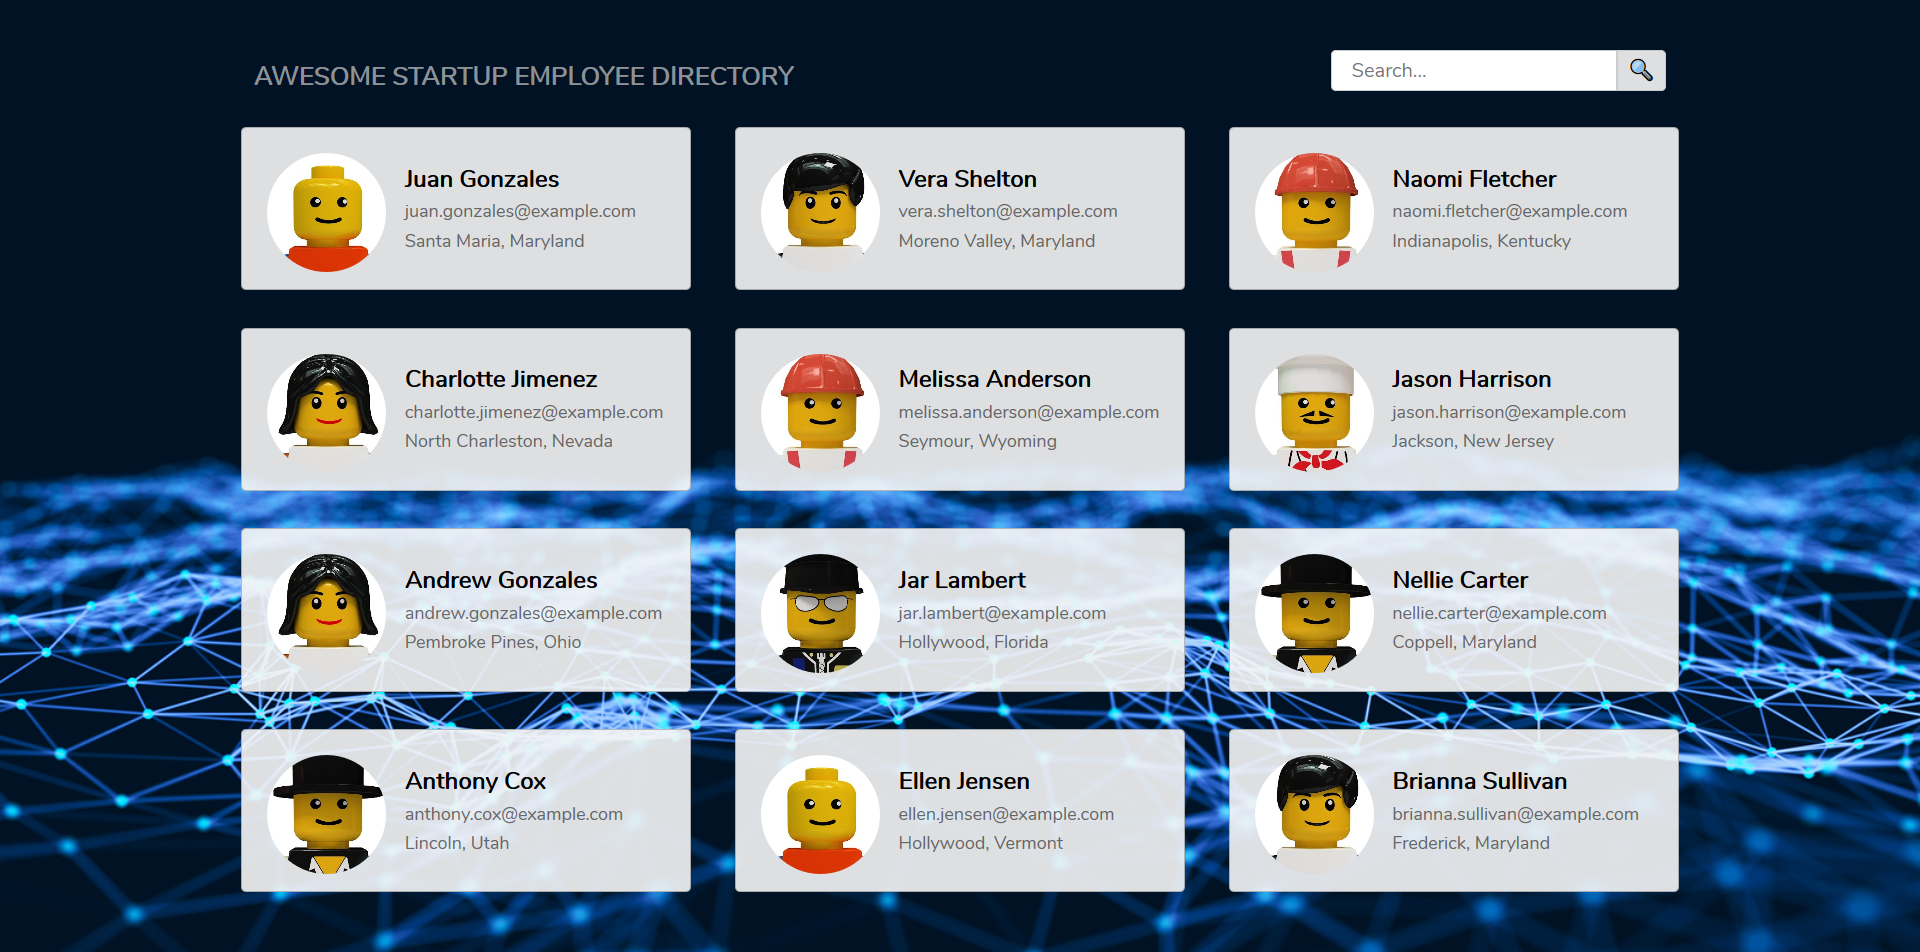 AWESOME STARTUP EMPLOYEE DIRECTORY
Search...
Juan Gonzales
juan.gonzales@example.com
Santa Maria, Maryland
Vera Shelton
vera.shelton@example.com
Moreno Valley, Maryland
Naomi Fletcher
naomi.fletcher@example.com
Indianapolis, Kentucky
Charlotte Jimenez
charlotte.jimenez@example.com
North Charleston, Nevada
Melissa Anderson
melissa.anderson@example.com
Seymour, Wyoming
Jason Harrison
jason.harrison@example.com
Jackson, New Jersey
Andrew Gonzales
andrew.gonzales@example.com
Pembroke Pines, Ohio
Jar Lambert
jar.lambert@example.com
Hollywood, Florida
Nellie Carter
nellie.carter@example.com
Coppell, Maryland
Anthony Cox
anthony.cox@example.com
Lincoln, Utah
Ellen Jensen
ellen.jensen@example.com
Hollywood, Vermont
Brianna Sullivan
brianna.sullivan@example.com
Frederick, Maryland